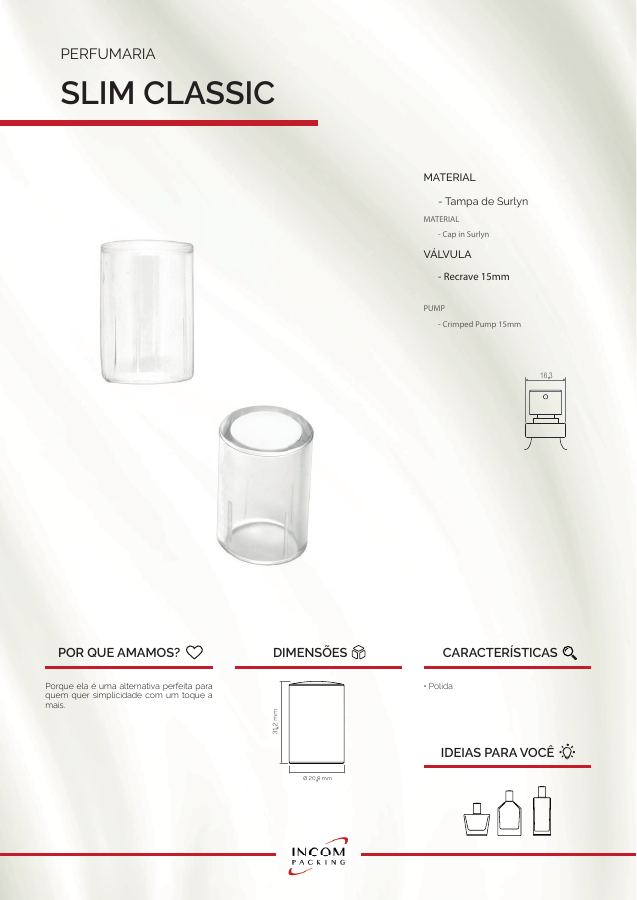 PERFUMARIA
SLIM CLASSIC
MATERIAL
- Tampa de Surlyn
MATERIAL
- Cap in Surlyn
VÁLVULA
- Recrave 15mm
PUMP
- Crimped Pump 15mm
16,3
POR QUE AMAMOS?
Porque ela é uma alternativa perfeita para
quem quer simplicidade com um toque a
mais.
DIMENSÕES
31,2 mm
Ø 20,9 mm
CARACTERÍSTICAS
• Polida
IDEIAS PARA VOCÊ
INCOM
PACKING